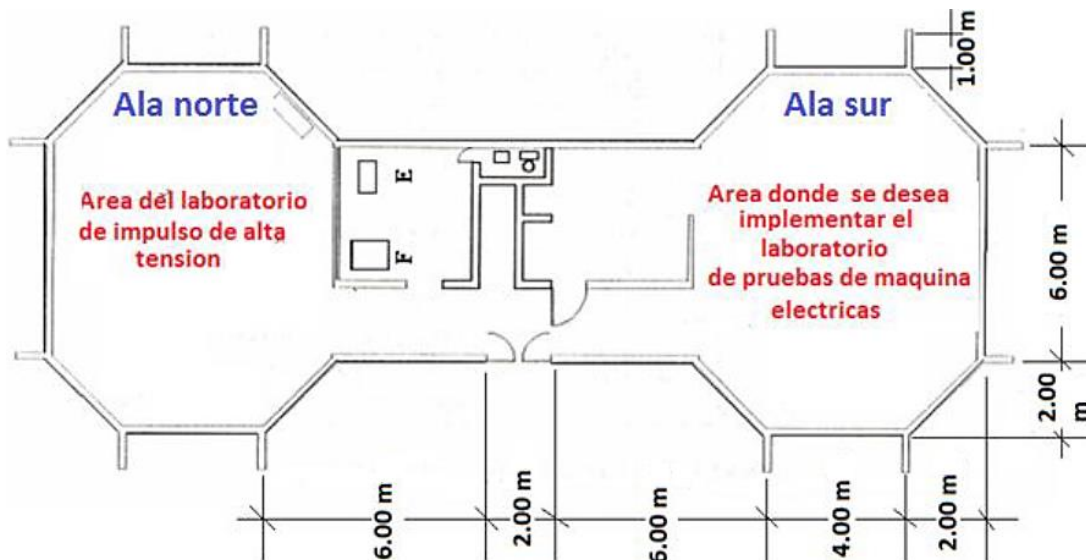 Ala norte
Ala sur
1.00 m
Area del laboratorio
de impulso de alta
tension
E
F
Area donde se desea
implementar el
laboratorio
de pruebas de maquina
electricas
6.00 m
2.00
m
6.00 m
2.00 m
6.00 m
4.00 m
2.00 m